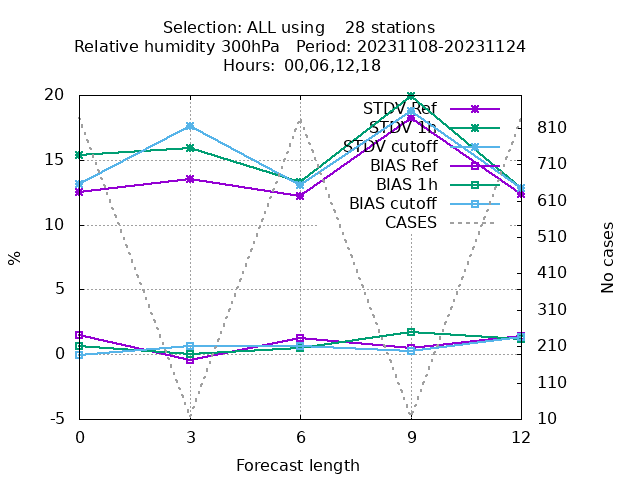 Selection: ALL using 28 stations
Relative humidity 300hPa Period: 20231108-20231124
Hours: 00,06,12,18
20
15
10
5
0
-5
%
810
710
610
510
410
310
210
110
10
No cases
STDV Ref
STDV 1h
STDV cutoff
BIAS Ref
BIAS 1h
BIAS cutoff
CASES
0 3 6 9 12
Forecast length